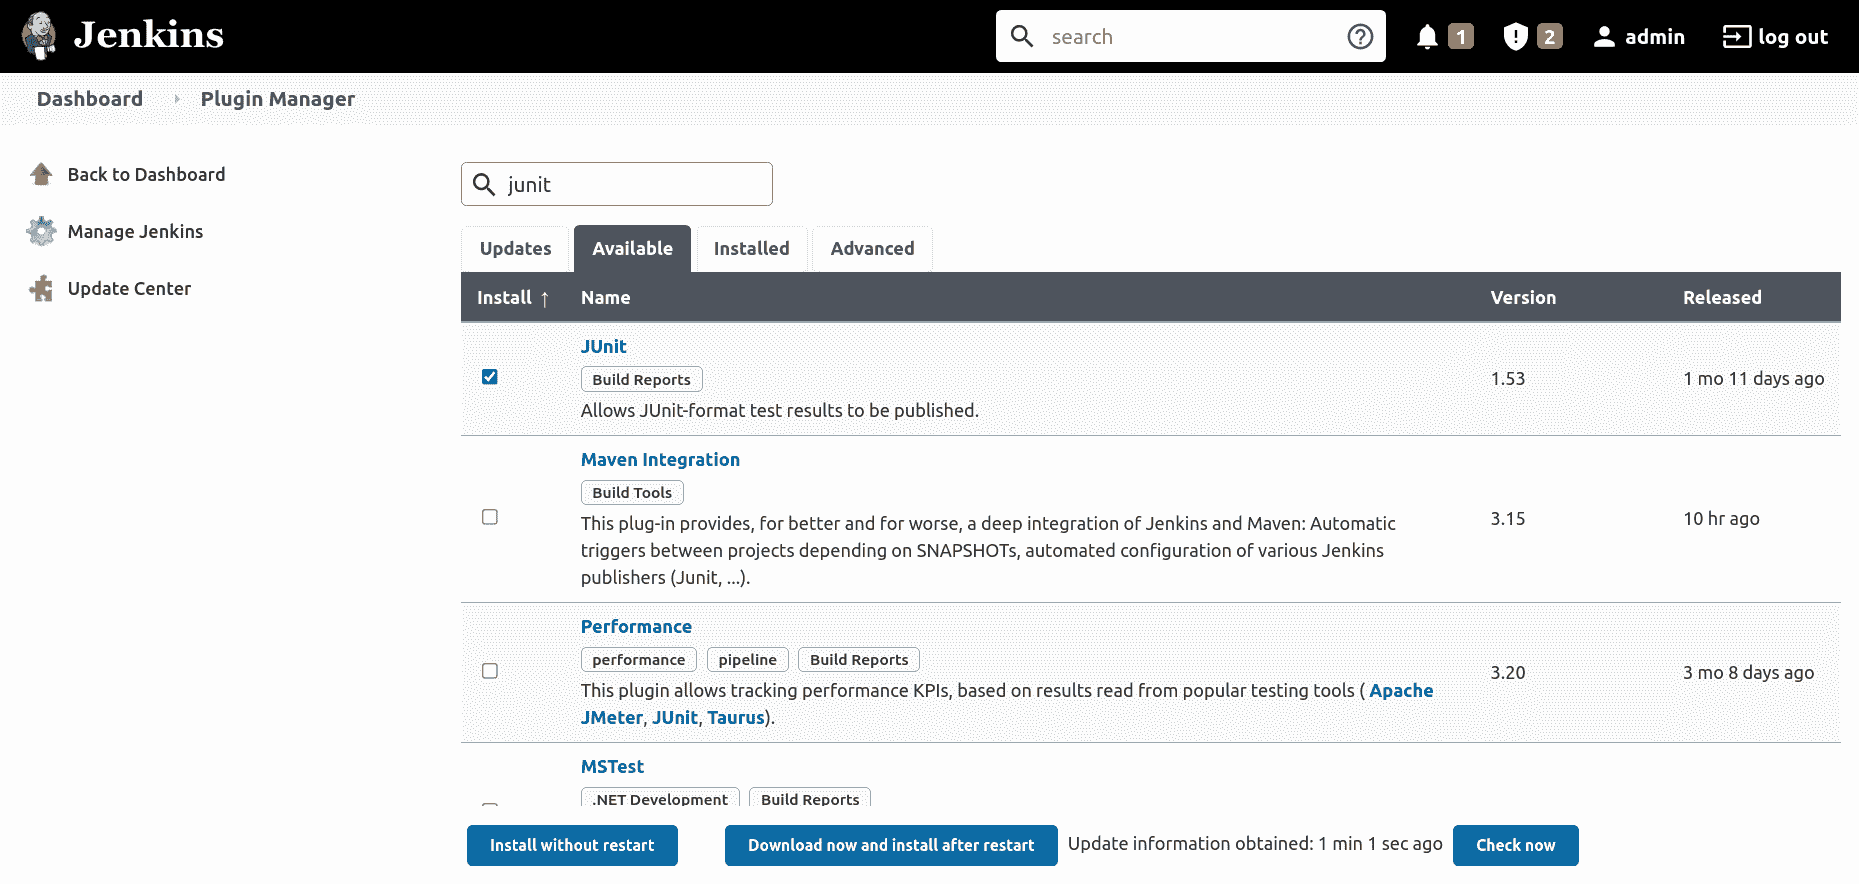 Jenkins
search
1
2
admin
log out
Dashboard
Plugin Manager
Back to Dashboard
Manage Jenkins
Update Center
junit
Updates
Available
Installed
Advanced
Install ↑
Name
Version
Released
JUnit
Build Reports
Allows JUnit-format test results to be published.
1.53
1 mo 11 days ago
Maven Integration
Build Tools
This plug-in provides, for better and for worse, a deep integration of Jenkins and Maven: Automatic
triggers between projects depending on SNAPSHOTs, automated configuration of various Jenkins
publishers (Junit, ...).
3.15
10 hr ago
Performance
performance
pipeline
Build Reports
This plugin allows tracking performance KPIs, based on results read from popular testing tools ( Apache
JMeter, JUnit, Taurus).
3.20
3 mo 8 days ago
MSTest
.NET Development
Build Reports
Install without restart
Download now and install after restart
Update information obtained: 1 min 1 sec ago
Check now